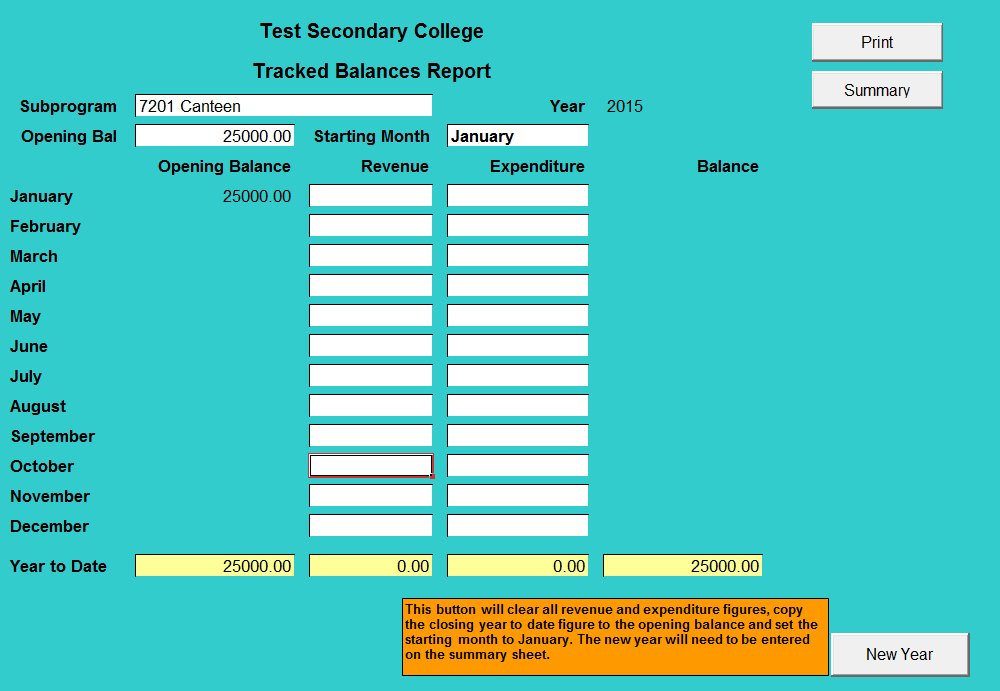 Test Secondary College
Print
Tracked Balances Report
Summary
Subprogram 7201 Canteen Year 2015
Opening Bal 25000.00 Starting Month January
Opening Balance Revenue Expenditure Balance
January 25000.00
February
March
April
May
June
July
August
September
October
November
December
Year to Date 25000.00 0.00 0.00 25000.00
This button will clear all revenue and expenditure figures, copy
the closing year to date figure to the opening balance and set the
starting month to January. The new year will need to be entered
on the summary sheet.
New Year